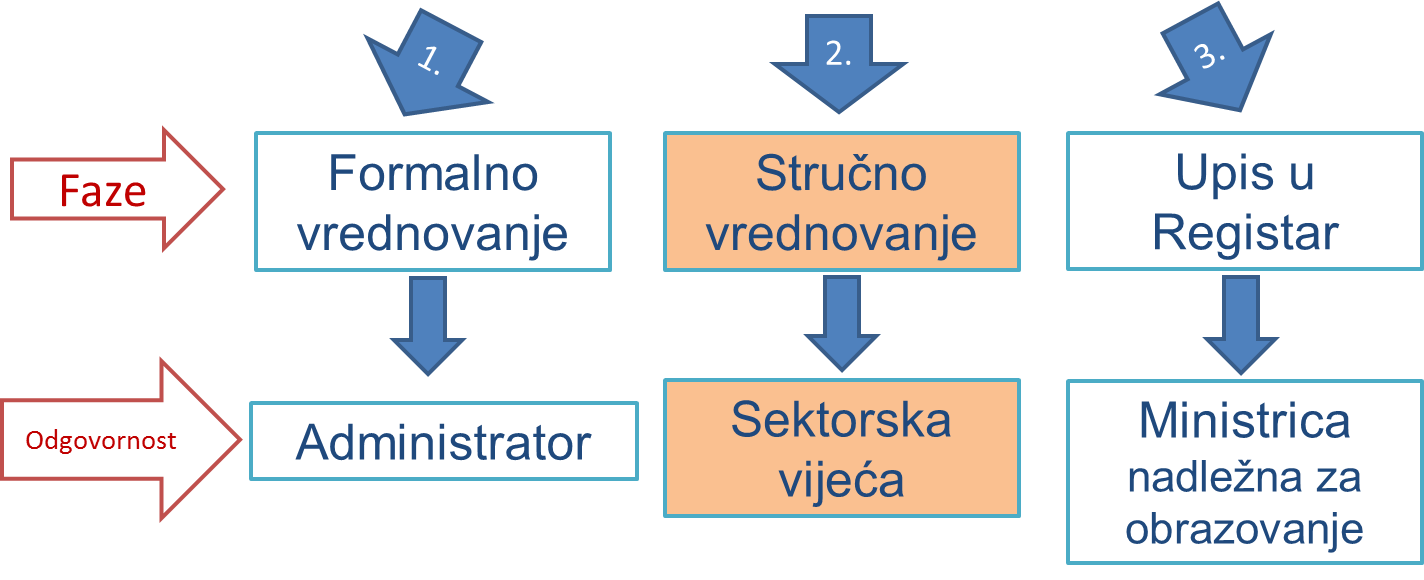 1.
2.
3.
Faze
Formalno
vrednovanje
Stručno
vrednovanje
Upis u
Registar
Odgovornost
Administrator
Sektorska
vijeća
Ministrica
nadležna za
obrazovanje